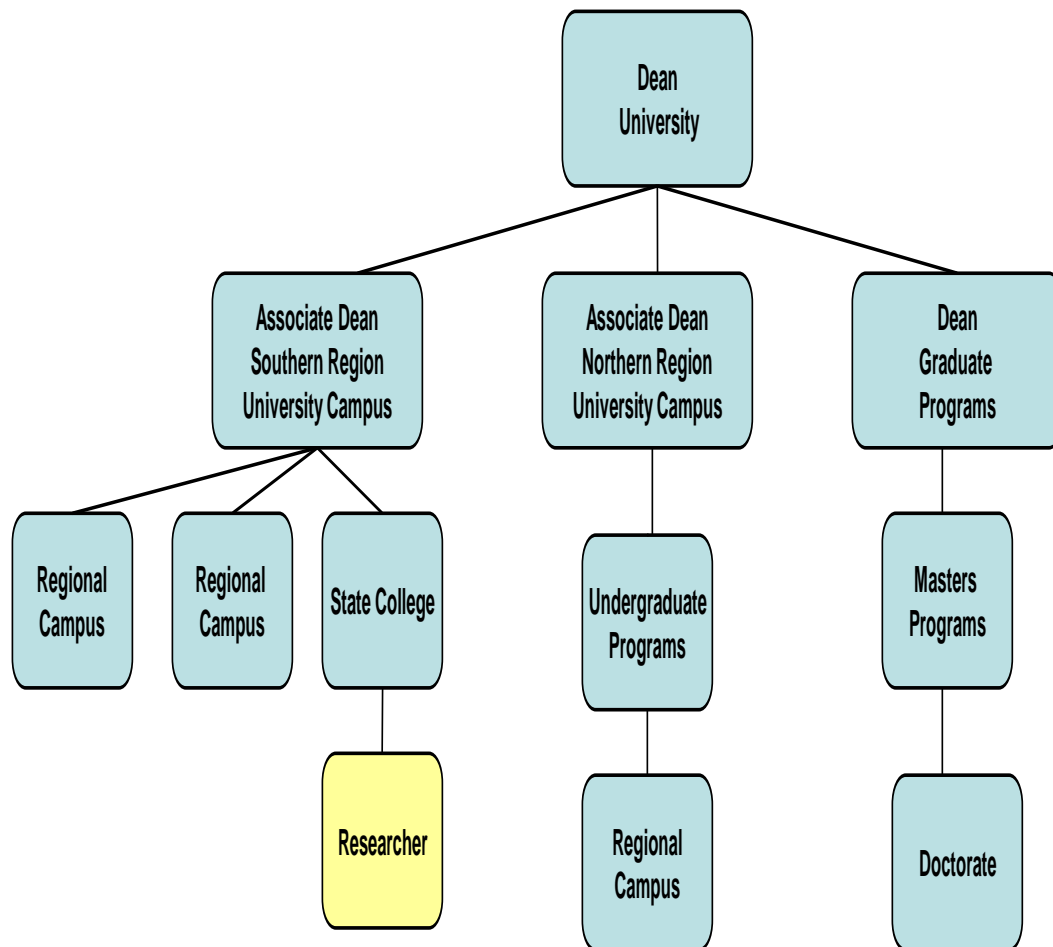 Dean
University
Associate Dean
Southern Region
University Campus
Associate Dean
Northern Region
University Campus
Dean
Graduate
Programs
Regional
Campus
Regional
Campus
State College
Undergraduate
Programs
Masters
Programs
Researcher
Regional
Campus
Doctorate